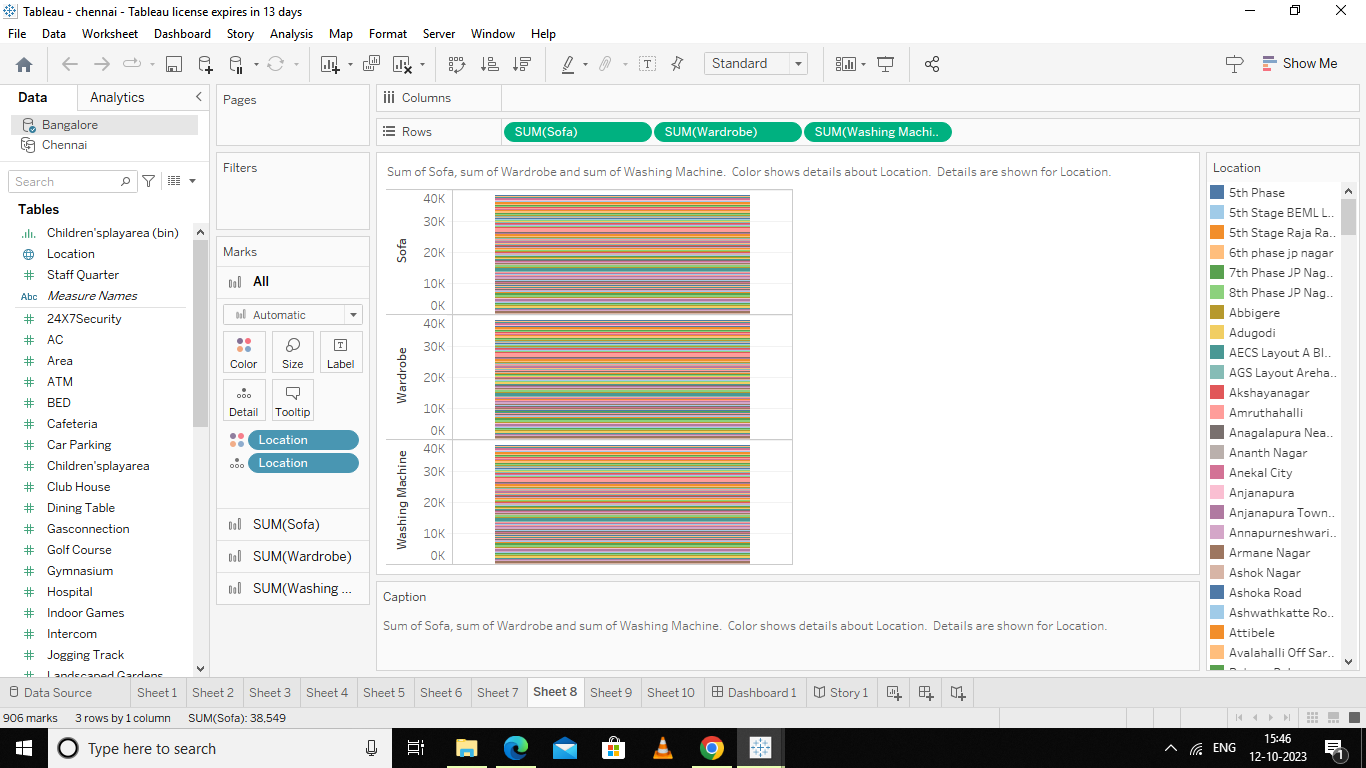 Tableau - chennai - Tableau license expires in 13 days
File Data Worksheet Dashboard Story Analysis Map Format Server Window Help
Standard
Show Me
Data Analytics
Bangalore
Chennai
Search
Tables
Children'splayarea (bin)
Location
Staff Quarter
Abc Measure Names
24X7Security
AC
Area
ATM
BED
Cafeteria
Car Parking
Children'splayarea
Club House
Dining Table
Gasconnection
Golf Course
Gymnasium
Hospital
Indoor Games
Intercom
Jogging Track
Landscaped Gardens
Pages
Filters
Marks
All
Automatic
Color Size Label
Detail Tooltip
Location
Location
SUM(Sofa)
SUM(Wardrobe)
SUM(Washing ...
Columns
Rows SUM(Sofa) SUM(Wardrobe) SUM(Washing Machi..
Sum of Sofa, sum of Wardrobe and sum of Washing Machine. Color shows details about Location. Details are shown for Location.
Sofa
40K
30K
20K
10K
0K
Wardrobe
40K
30K
20K
10K
0K
Washing Machine
40K
30K
20K
10K
0K
Caption
Sum of Sofa, sum of Wardrobe and sum of Washing Machine. Color shows details about Location. Details are shown for Location.
Location
5th Phase
5th Stage BEML L..
5th Stage Raja Ra..
6th phase jp nagar
7th Phase JP Nag..
8th Phase JP Nag..
Abbigere
Adugodi
AECS Layout A Bl..
AGS Layout Areha..
Akshayanagar
Amruthahalli
Anagalapura Nea..
Ananth Nagar
Anekal City
Anjanapura
Anjanapura Town..
Annapurneshwari..
Armane Nagar
Ashok Nagar
Ashoka Road
Ashwathkatte Ro..
Attibele
Avalahalli Off Sar..
Data Source Sheet 1 Sheet 2 Sheet 3 Sheet 4 Sheet 5 Sheet 6 Sheet 7 Sheet 8 Sheet 9 Sheet 10 Dashboard 1 Story 1
906 marks 3 rows by 1 column SUM(Sofa): 38,549
Type here to search
ENG
15:46
12-10-2023
1